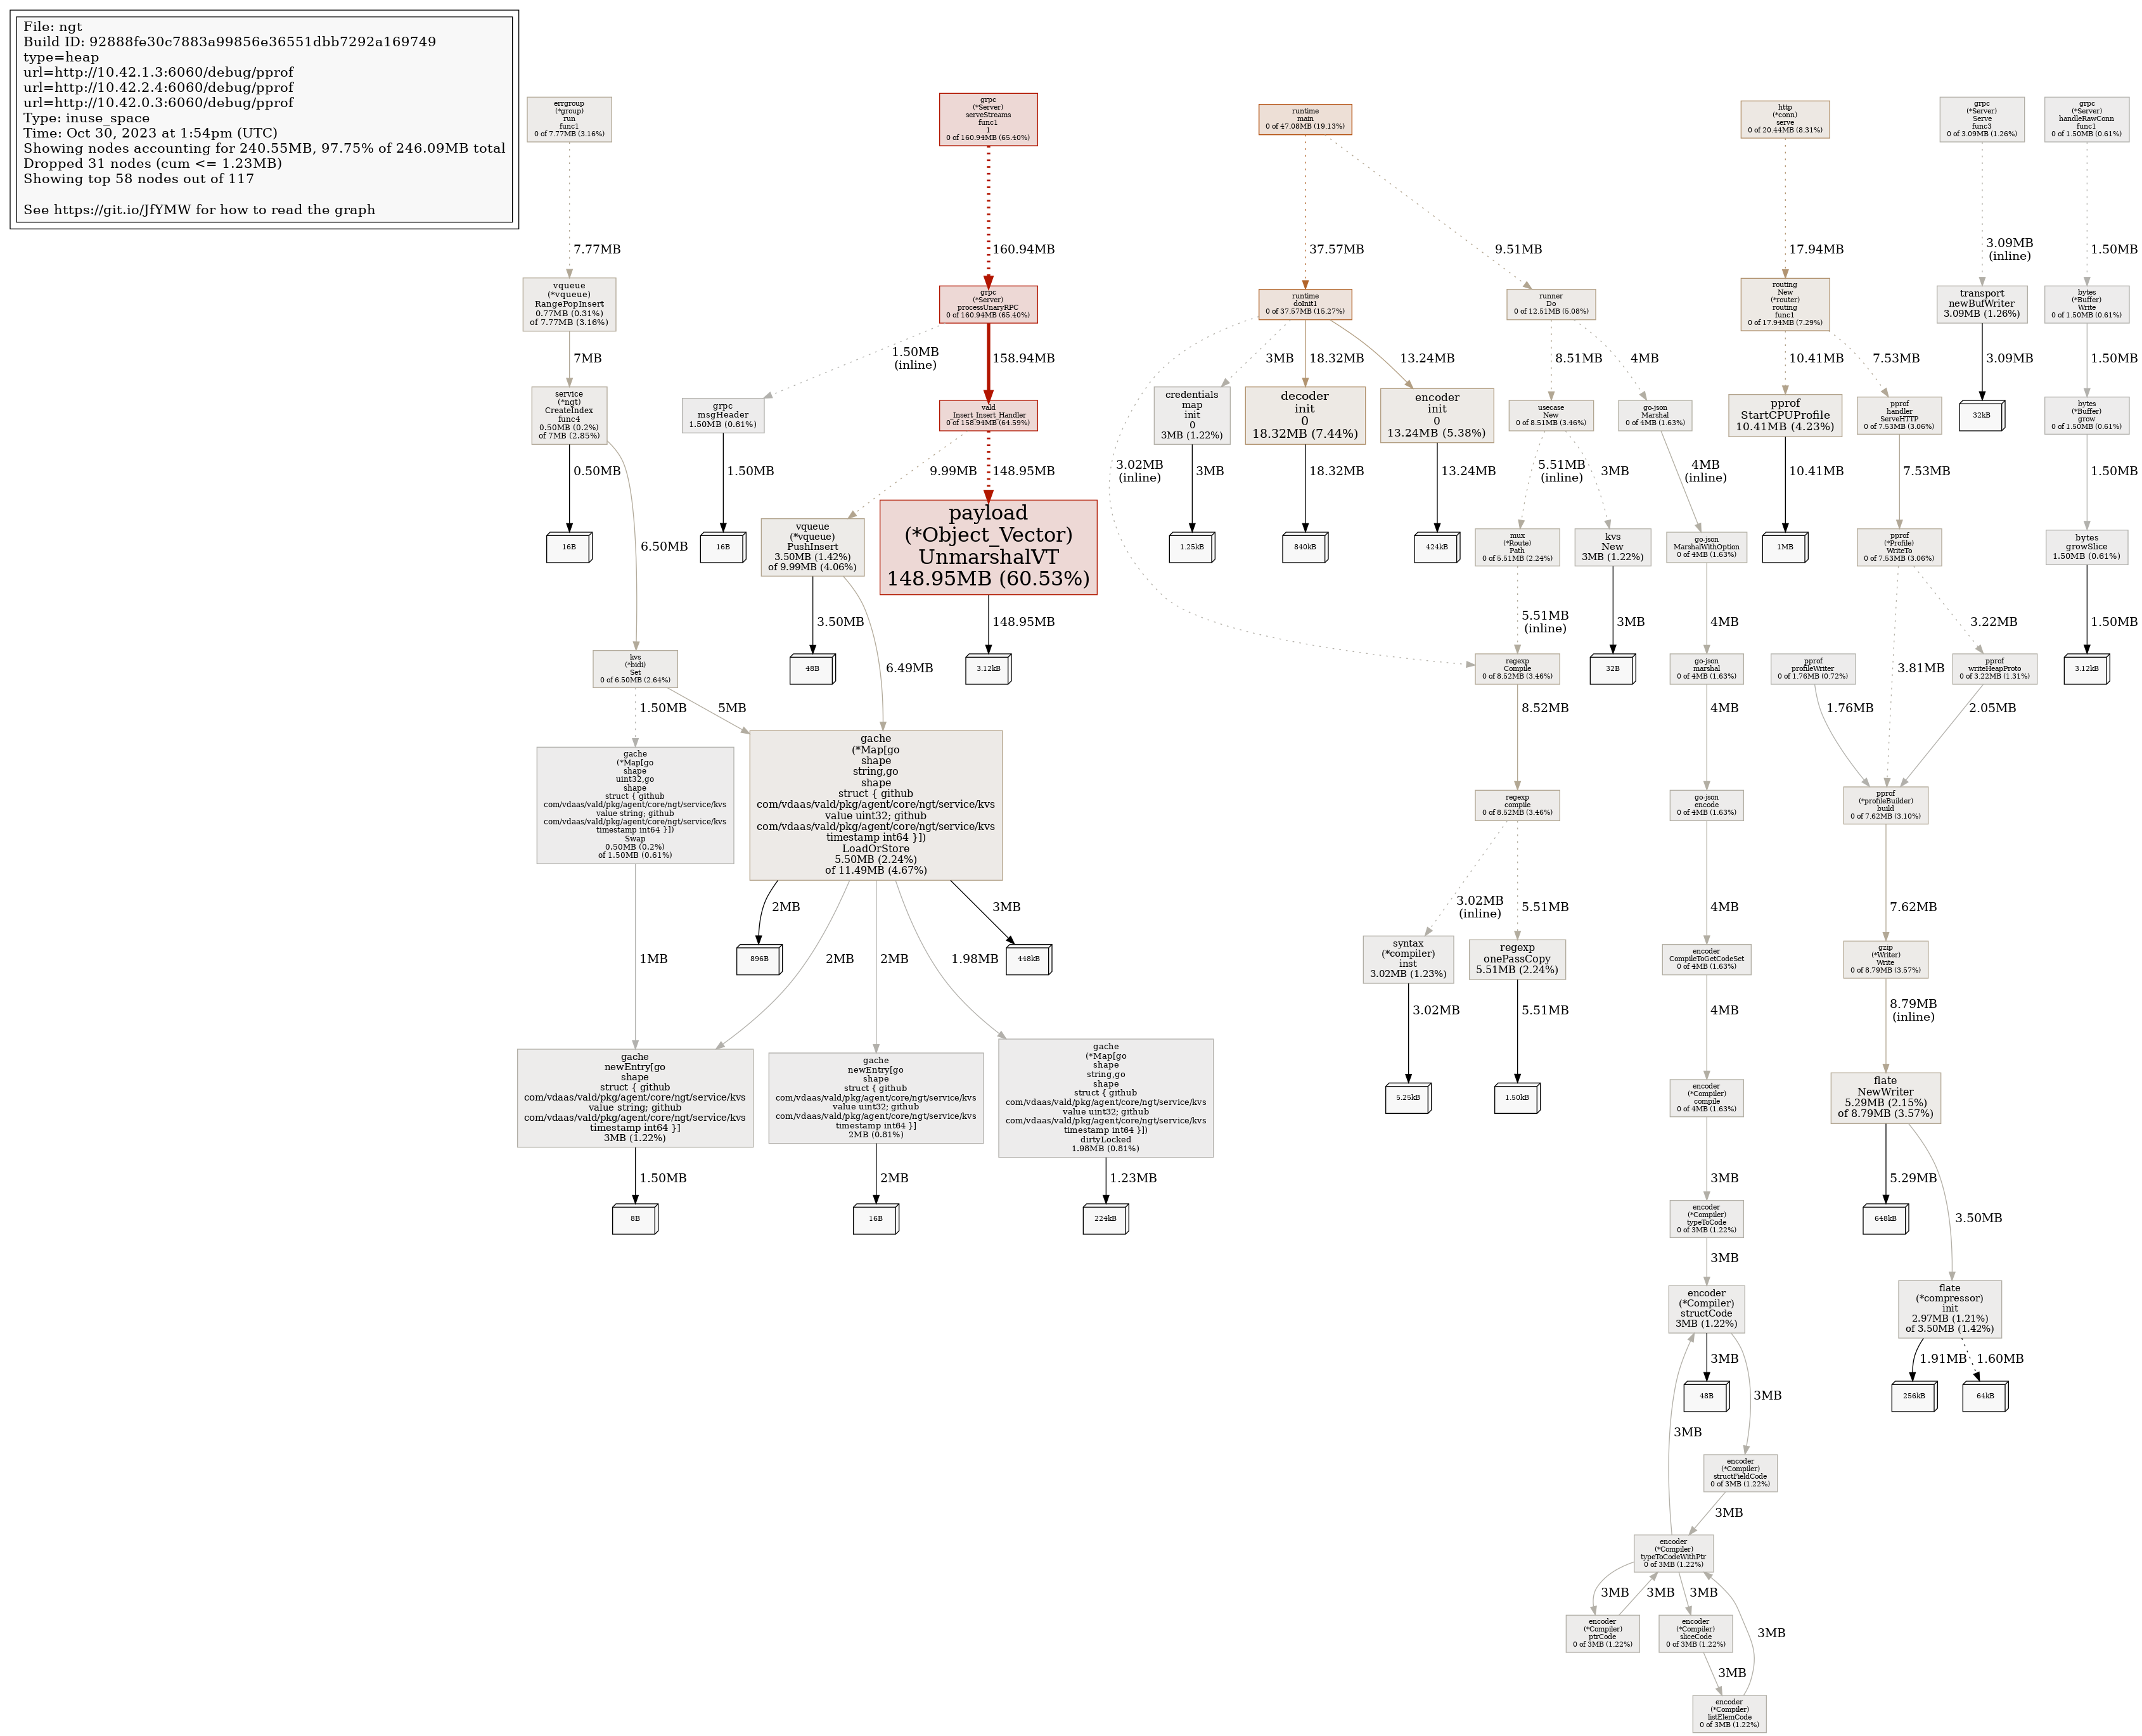 File: ngt
Build ID: 92888fe30c7883a99856e36551dbb7292a169749
type=heap
url=http://10.42.1.3:6060/debug/pprof
url=http://10.42.2.4:6060/debug/pprof
url=http://10.42.0.3:6060/debug/pprof
Type: inuse_space
Time: Oct 30, 2023 at 1:54pm (UTC)
Showing nodes accounting for 240.55MB, 97.75% of 246.09MB total
Dropped 31 nodes (cum <= 1.23MB)
Showing top 58 nodes out of 117
See https://git.io/JfYMW for how to read the graph
errgroup
(*group)
run
func1
0 of 7.77MB (3.16%)
7.77MB
vqueue
(*vqueue)
RangePopInsert
0.77MB (0.31%)
of 7.77MB (3.16%)
7MB
service
(*ngt)
CreateIndex
func4
0.50MB (0.2%)
of 7MB (2.85%)
0.50MB
16B
6.50MB
kvs
(*bidi)
Set
0 of 6.50MB (2.64%)
1.50MB
5MB
gache
(*Map[go
shape
uint32,go
shape
struct { github
com/vdaas/vald/pkg/agent/core/ngt/service/kvs
value string; github
com/vdaas/vald/pkg/agent/core/ngt/service/kvs
timestamp int64 }])
Swap
0.50MB (0.2%)
of 1.50MB (0.61%)
1MB
gache
newEntry[go
shape
struct { github
com/vdaas/vald/pkg/agent/core/ngt/service/kvs
value string; github
com/vdaas/vald/pkg/agent/core/ngt/service/kvs
timestamp int64 }]
3MB (1.22%)
1.50MB
8B
grpc
(*Server)
serveStreams
func1
1
0 of 160.94MB (65.40%)
160.94MB
grpc
(*Server)
processUnaryRPC
0 of 160.94MB (65.40%)
1.50MB
(inline)
158.94MB
grpc
msgHeader
1.50MB (0.61%)
1.50MB
16B
vald
_Insert_Insert_Handler
0 of 158.94MB (64.59%)
9.99MB
148.95MB
vqueue
(*vqueue)
PushInsert
3.50MB (1.42%)
of 9.99MB (4.06%)
3.50MB
48B
6.49MB
payload
(*Object_Vector)
UnmarshalVT
148.95MB (60.53%)
148.95MB
3.12kB
gache
(*Map[go
shape
string,go
shape
struct { github
com/vdaas/vald/pkg/agent/core/ngt/service/kvs
value uint32; github
com/vdaas/vald/pkg/agent/core/ngt/service/kvs
timestamp int64 }])
LoadOrStore
5.50MB (2.24%)
of 11.49MB (4.67%)
2MB
896B
2MB
2MB
1.98MB
3MB
448kB
gache
newEntry[go
shape
struct { github
com/vdaas/vald/pkg/agent/core/ngt/service/kvs
value uint32; github
com/vdaas/vald/pkg/agent/core/ngt/service/kvs
timestamp int64 }]
2MB (0.81%)
2MB
16B
gache
(*Map[go
shape
string,go
shape
struct { github
com/vdaas/vald/pkg/agent/core/ngt/service/kvs
value uint32; github
com/vdaas/vald/pkg/agent/core/ngt/service/kvs
timestamp int64 }])
dirtyLocked
1.98MB (0.81%)
1.23MB
224kB
runtime
main
0 of 47.08MB (19.13%)
37.57MB
9.51MB
runtime
doInit1
0 of 37.57MB (15.27%)
3.02MB
(inline)
3MB
18.32MB
13.24MB
credentials
map
init
0
3MB (1.22%)
3MB
1.25kB
decoder
init
0
18.32MB (7.44%)
18.32MB
840kB
encoder
init
0
13.24MB (5.38%)
13.24MB
424kB
runner
Do
0 of 12.51MB (5.08%)
8.51MB
4MB
usecase
New
0 of 8.51MB (3.46%)
5.51MB
(inline)
3MB
mux
(*Route)
Path
0 of 5.51MB (2.24%)
5.51MB
(inline)
kvs
New
3MB (1.22%)
3MB
32B
regexp
Compile
0 of 8.52MB (3.46%)
8.52MB
regexp
compile
0 of 8.52MB (3.46%)
3.02MB
(inline)
5.51MB
syntax
(*compiler)
inst
3.02MB (1.23%)
3.02MB
5.25kB
regexp
onePassCopy
5.51MB (2.24%)
5.51MB
1.50kB
go-json
Marshal
0 of 4MB (1.63%)
4MB
(inline)
go-json
MarshalWithOption
0 of 4MB (1.63%)
4MB
go-json
marshal
0 of 4MB (1.63%)
4MB
go-json
encode
0 of 4MB (1.63%)
4MB
encoder
CompileToGetCodeSet
0 of 4MB (1.63%)
4MB
encoder
(*Compiler)
compile
0 of 4MB (1.63%)
3MB
encoder
(*Compiler)
typeToCode
0 of 3MB (1.22%)
3MB
encoder
(*Compiler)
structCode
3MB (1.22%)
3MB
48B
3MB
3MB
encoder
(*Compiler)
structFieldCode
0 of 3MB (1.22%)
3MB
encoder
(*Compiler)
typeToCodeWithPtr
0 of 3MB (1.22%)
3MB
3MB
3MB
encoder
(*Compiler)
ptrCode
0 of 3MB (1.22%)
encoder
(*Compiler)
sliceCode
0 of 3MB (1.22%)
3MB
3MB
encoder
(*Compiler)
listElemCode
0 of 3MB (1.22%)
http
(*conn)
serve
0 of 20.44MB (8.31%)
17.94MB
routing
New
(*router)
routing
func1
0 of 17.94MB (7.29%)
10.41MB
7.53MB
pprof
StartCPUProfile
10.41MB (4.23%)
10.41MB
1MB
pprof
handler
ServeHTTP
0 of 7.53MB (3.06%)
7.53MB
pprof
(*Profile)
WriteTo
0 of 7.53MB (3.06%)
3.81MB
3.22MB
pprof
profileWriter
0 of 1.76MB (0.72%)
1.76MB
pprof
writeHeapProto
0 of 3.22MB (1.31%)
2.05MB
pprof
(*profileBuilder)
build
0 of 7.62MB (3.10%)
7.62MB
gzip
(*Writer)
Write
0 of 8.79MB (3.57%)
8.79MB
(inline)
flate
NewWriter
5.29MB (2.15%)
of 8.79MB (3.57%)
5.29MB
648kB
3.50MB
flate
(*compressor)
init
2.97MB (1.21%)
of 3.50MB (1.42%)
1.91MB
1.60MB
256kB
64kB
grpc
(*Server)
Serve
func3
0 of 3.09MB (1.26%)
3.09MB
(inline)
transport
newBufWriter
3.09MB (1.26%)
3.09MB
32kB
grpc
(*Server)
handleRawConn
func1
0 of 1.50MB (0.61%)
1.50MB
bytes
(*Buffer)
Write
0 of 1.50MB (0.61%)
1.50MB
bytes
(*Buffer)
grow
0 of 1.50MB (0.61%)
1.50MB
bytes
growSlice
1.50MB (0.61%)
1.50MB
3.12kB